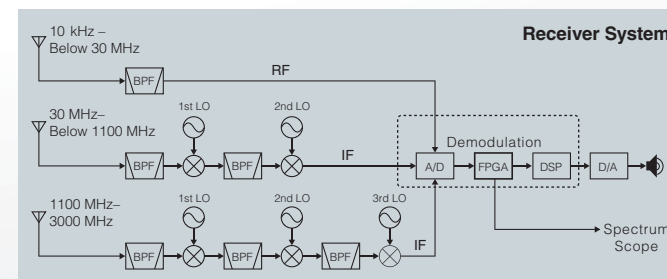 Receiver System
10 kHz –
Below 30 MHz
BPF
RF
30 MHz–
Below 1100 MHz
1st LO
2nd LO
BPF
BPF
IF
Demodulation
A/D
FPGA
DSP
D/A
1100 MHz–
3000 MHz
1st LO
2nd LO
3rd LO
BPF
BPF
BPF
IF
Spectrum
Scope